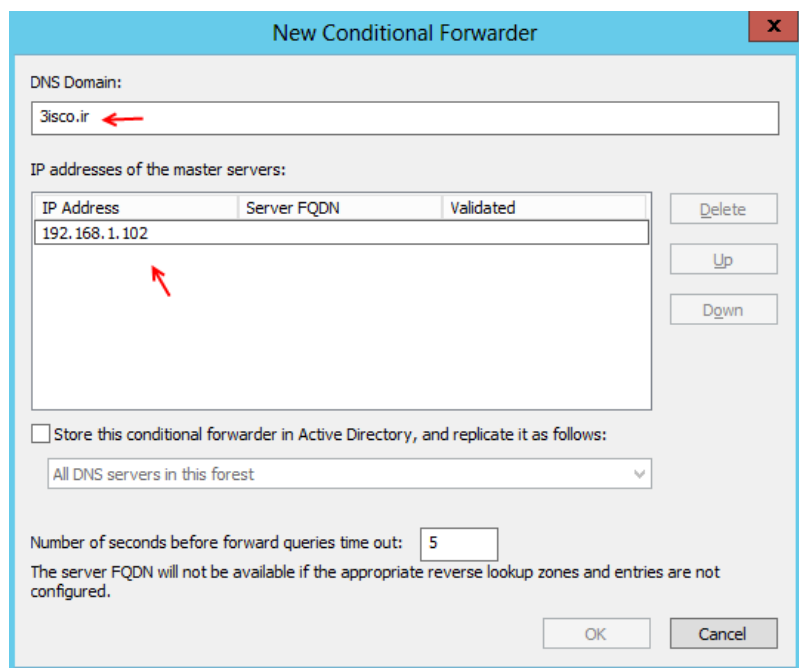 New Conditional Forwarder
x
DNS Domain:
3isco.ir
IP addresses of the master servers:
IP Address Server FQDN Validated Delete
192.168.1.102
Up
Down
Store this conditional forwarder in Active Directory, and replicate it as follows:
All DNS servers in this forest
Number of seconds before forward queries time out: 5
The server FQDN will not be available if the appropriate reverse lookup zones and entries are not
configured.
OK Cancel